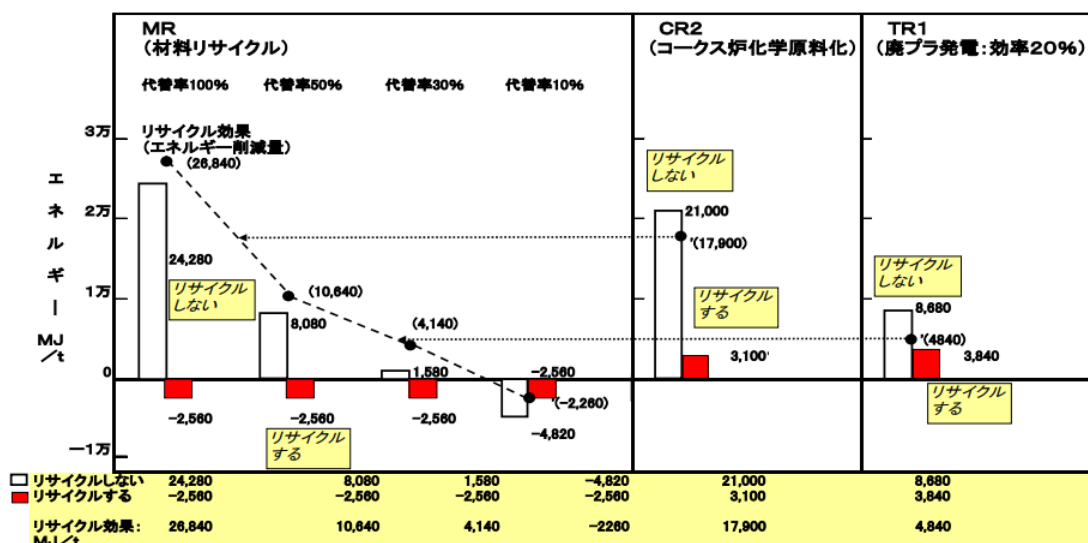 MR
(材料リサイクル)
CR2
(コークス炉化学原料化)
TR1
(廃プラ発電:効率20%)
代替率100% 代替率50% 代替率30% 代替率10%
リサイクル効果
(エネルギー削減量)
エネルギー MJ/t
3万
2万
1万
0
-1万
(26,840)
24,280
リサイクル
しない
-2,560
(10,640)
8,080
-2,560
リサイクル
する
(4,140)
1,580
-2,560
-2,560
'(-2,260)
-4,820
リサイクル
しない
21,000
'(17,900)
リサイクル
する
3,100'
リサイクル
しない
8,680
'(4840)
3,840
リサイクル
する
リサイクルしない 24,280 8,080 1,580 -4,820 21,000 8,680
リサイクルする -2,560 -2,560 -2,560 -2,560 3,100 3,840
リサイクル効果: 26,840 10,640 4,140 -2260 17,900 4,840
MJ/t